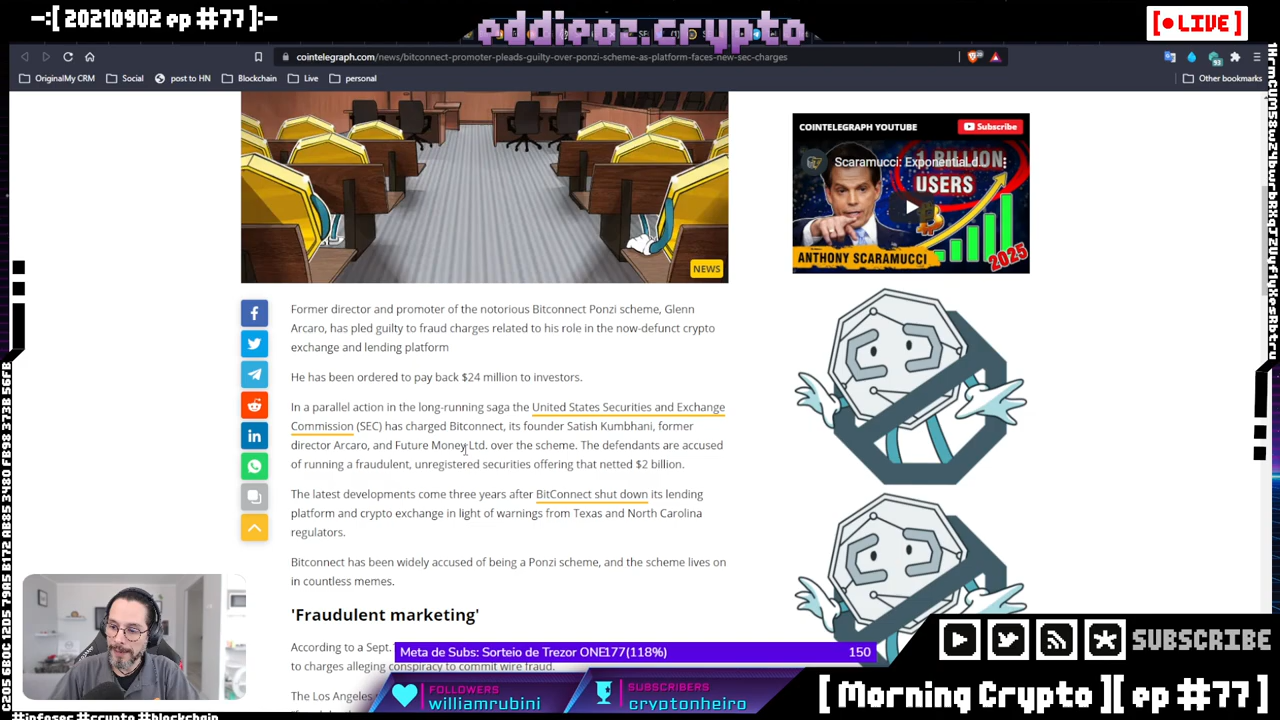 -:[ 20210902 ep #77 ]:-
eddieoz.crypto
[ LIVE ]
cointelegraph.com/news/bitconnect-promoter-pleads-guilty-over-ponzi-scheme-as-platform-faces-new-sec-charges
OriginalMy CRM
Social
post to HN
Blockchain
Live
personal
Other bookmarks
COINTELEGRAPH YOUTUBE
Subscribe
Scaramucci: Exponential d...
1 BILLION
USERS
ANTHONY SCARAMUCCI
2025
NEWS
Former director and promoter of the notorious Bitconnect Ponzi scheme, Glenn
Arcaro, has pled guilty to fraud charges related to his role in the now-defunct crypto
exchange and lending platform
He has been ordered to pay back $24 million to investors.
In a parallel action in the long-running saga the United States Securities and Exchange
Commission (SEC) has charged Bitconnect, its founder Satish Kumbhani, former
director Arcaro, and Future Money Ltd. over the scheme. The defendants are accused
of running a fraudulent, unregistered securities offering that netted $2 billion.
The latest developments come three years after BitConnect shut down its lending
platform and crypto exchange in light of warnings from Texas and North Carolina
regulators.
Bitconnect has been widely accused of being a Ponzi scheme, and the scheme lives on
in countless memes.
'Fraudulent marketing'
According to a Sept.
to charges alleging conspiracy to commit wire fraud.
The Los Angeles
Meta de Subs: Sorteio de Trezor ONE177(118%)
150
FOLLOWERS
williamrubini
SUBSCRIBERS
cryptonheiro
SUBSCRIBE
[ Morning Crypto ][ ep #77 ]
#infosec #crypto #blockchain